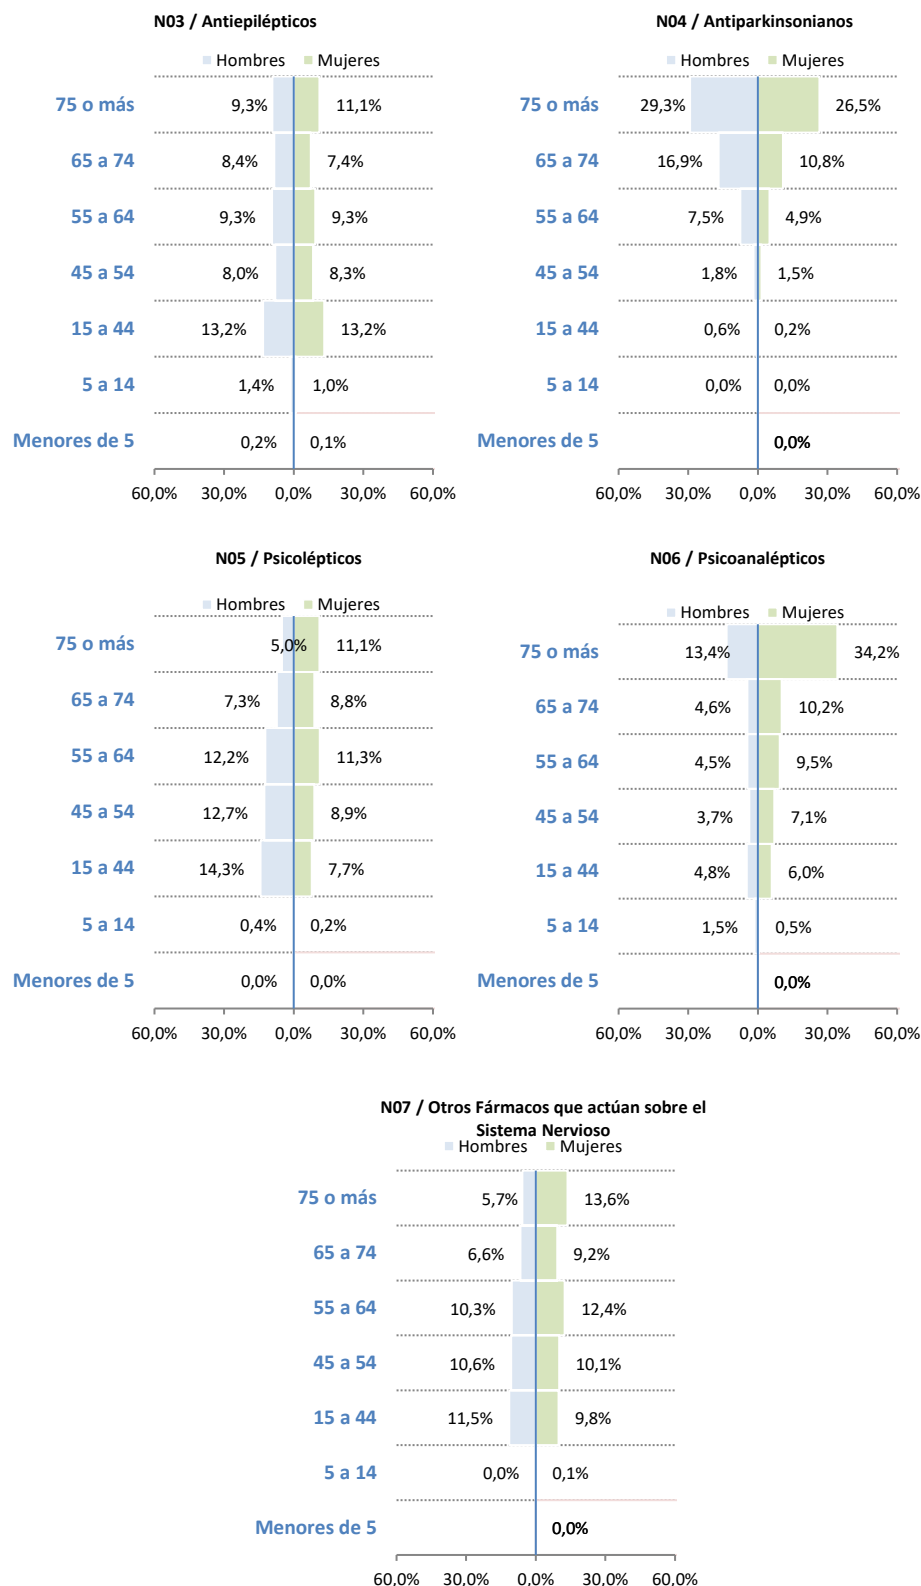 N03 / Antiepilépticos
Hombres Mujeres
75 o más 9,3% 11,1%
65 a 74 8,4% 7,4%
55 a 64 9,3% 9,3%
45 a 54 8,0% 8,3%
15 a 44 13,2% 13,2%
5 a 14 1,4% 1,0%
Menores de 5 0,2% 0,1%
60,0% 30,0% 0,0% 30,0% 60,0%
N04 / Antiparkinsonianos
Hombres Mujeres
75 o más 29,3% 26,5%
65 a 74 16,9% 10,8%
55 a 64 7,5% 4,9%
45 a 54 1,8% 1,5%
15 a 44 0,6% 0,2%
5 a 14 0,0% 0,0%
Menores de 5 0,0%
60,0% 30,0% 0,0% 30,0% 60,0%
N05 / Psicolépticos
Hombres Mujeres
75 o más 5,0% 11,1%
65 a 74 7,3% 8,8%
55 a 64 12,2% 11,3%
45 a 54 12,7% 8,9%
15 a 44 14,3% 7,7%
5 a 14 0,4% 0,2%
Menores de 5 0,0% 0,0%
60,0% 30,0% 0,0% 30,0% 60,0%
N06 / Psicoanalépticos
Hombres Mujeres
75 o más 13,4% 34,2%
65 a 74 4,6% 10,2%
55 a 64 4,5% 9,5%
45 a 54 3,7% 7,1%
15 a 44 4,8% 6,0%
5 a 14 1,5% 0,5%
Menores de 5 0,0%
60,0% 30,0% 0,0% 30,0% 60,0%
N07 / Otros Fármacos que actúan sobre el
Sistema Nervioso
Hombres Mujeres
75 o más 5,7% 13,6%
65 a 74 6,6% 9,2%
55 a 64 10,3% 12,4%
45 a 54 10,6% 10,1%
15 a 44 11,5% 9,8%
5 a 14 0,0% 0,1%
Menores de 5 0,0%
60,0% 30,0% 0,0% 30,0% 60,0%